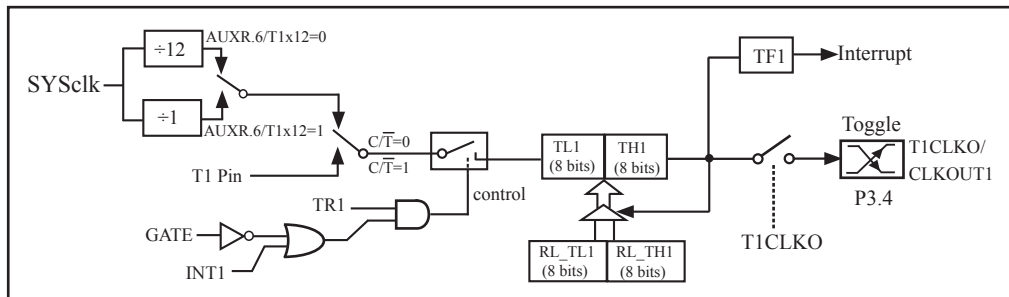 ÷12
AUXR.6/T1x12=0
SYSclk
÷1
AUXR.6/T1x12=1
T1 Pin
C/T̅=0
C/T̅=1
control
TR1
GATE
INT1
TL1
(8 bits)
TH1
(8 bits)
RL_TL1
(8 bits)
RL_TH1
(8 bits)
TF1
Interrupt
Toggle
T1CLKO/
CLKOUT1
P3.4
T1CLKO